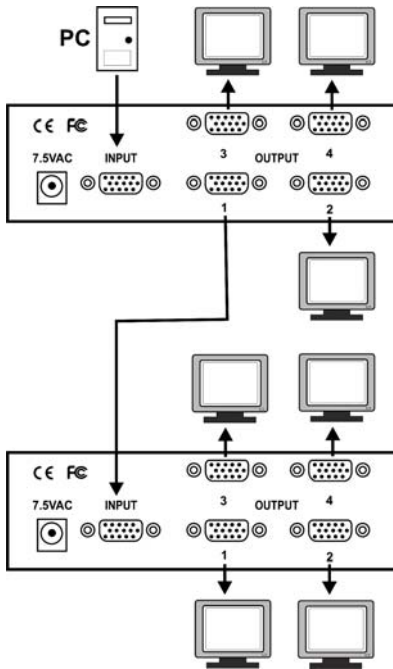 PC
CE FC
7.5VAC INPUT 3 OUTPUT 4
1 2
CE FC
7.5VAC INPUT 3 OUTPUT 4
1 2